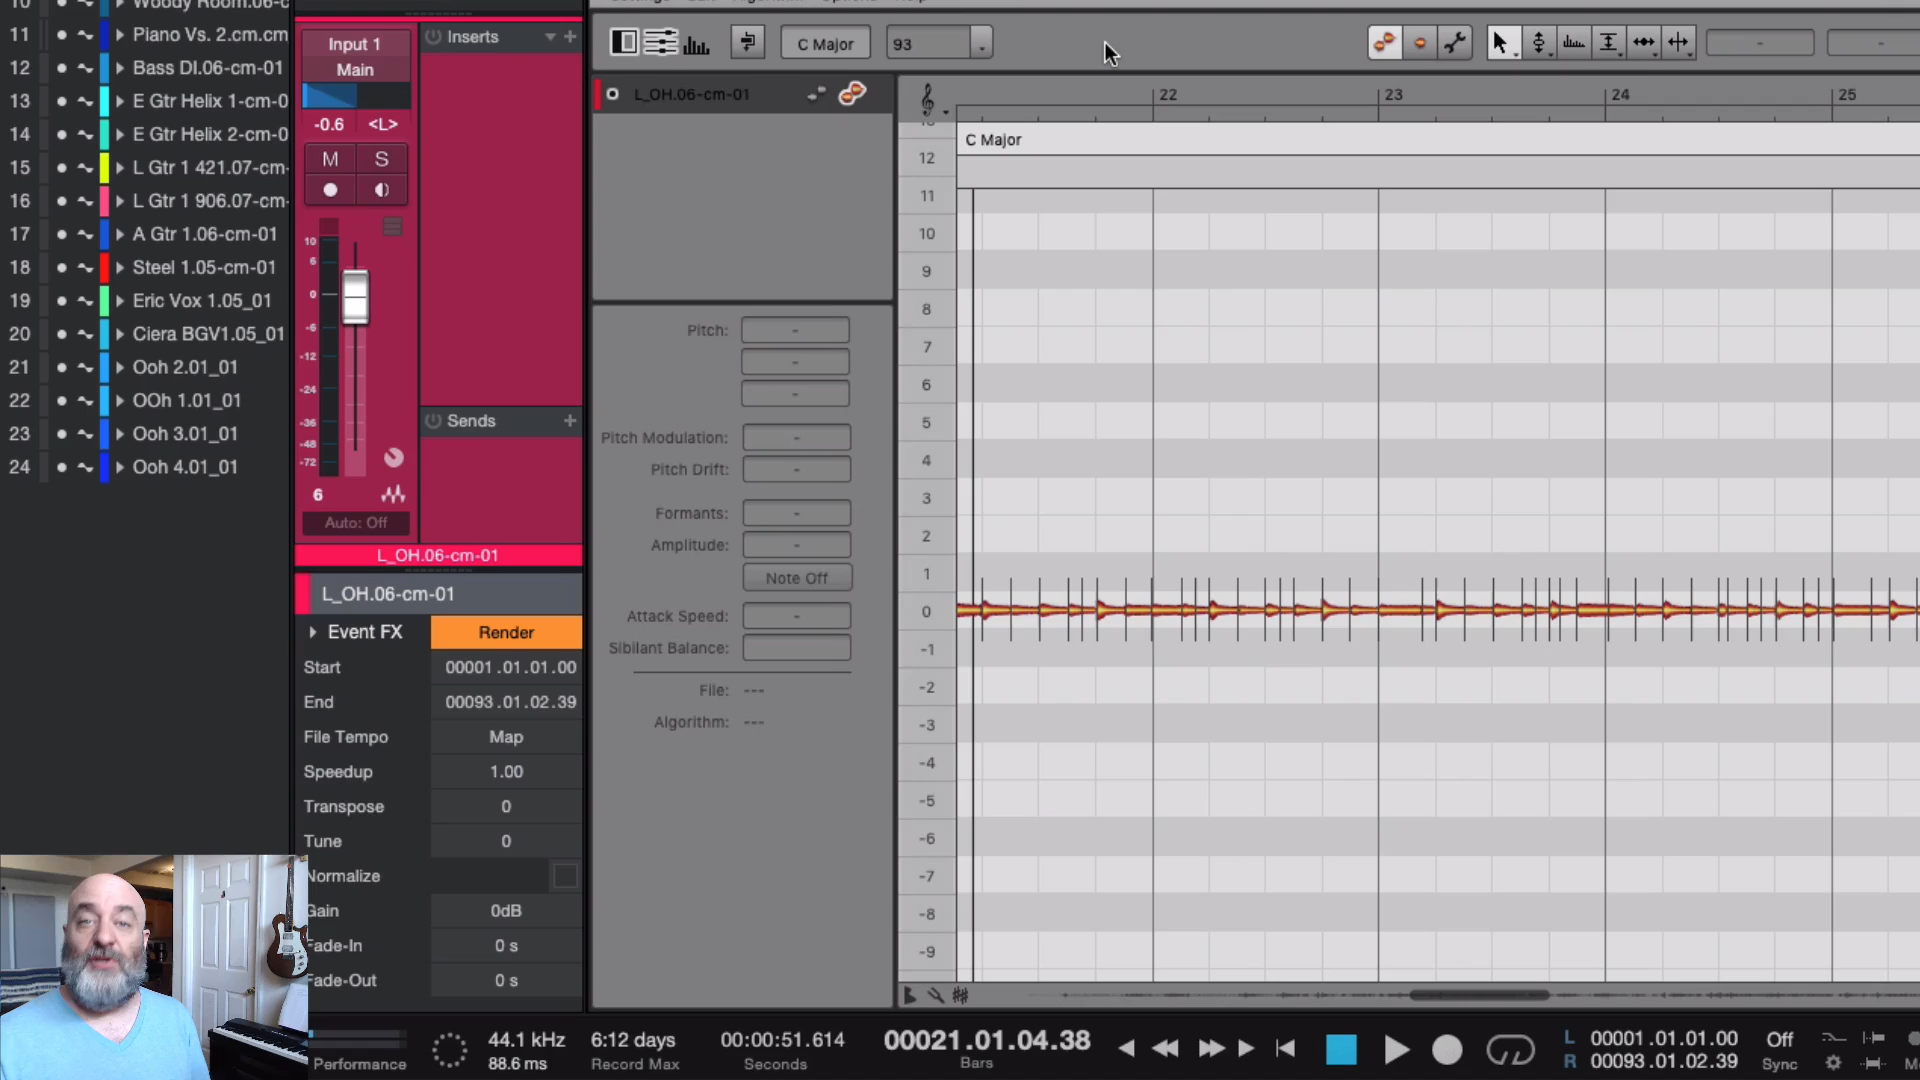 11 Piano Vs. 2.cm.cm
12 Bass DI.06-cm-01
13 E Gtr Helix 1-cm-0
14 E Gtr Helix 2-cm-0
15 L Gtr 1 421.07-cm-
16 L Gtr 1 906.07-cm-
17 A Gtr 1.06-cm-01
18 Steel 1.05-cm-01
19 Eric Vox 1.05_01
20 Ciera BGV1.05_01
21 Ooh 2.01_01
22 OOh 1.01_01
23 Ooh 3.01_01
24 Ooh 4.01_01
Input 1
Main
-0.6 <L>
M S
10
6
0
-6
-12
-24
-36
-48
-72
6
Auto: Off
L_OH.06-cm-01
Inserts
Sends
L_OH.06-cm-01
Event FX Render
Start 00001.01.01.00
End 00093.01.02.39
File Tempo Map
Speedup 1.00
Transpose 0
Tune 0
Normalize
Gain 0dB
Fade-In 0 s
Fade-Out 0 s
C Major 93
L_OH.06-cm-01
Pitch: -
-
-
Pitch Modulation: -
Pitch Drift: -
Formants: -
Amplitude: -
Note Off
Attack Speed: -
Sibilant Balance:
File: ---
Algorithm: ---
22 23 24 25
C Major
12
11
10
9
8
7
6
5
4
3
2
1
0
-1
-2
-3
-4
-5
-6
-7
-8
-9
Performance
44.1 kHz
88.6 ms
6:12 days
Record Max
00:00:51.614
Seconds
00021.01.04.38
Bars
L 00001.01.01.00
R 00093.01.02.39
Off
Sync